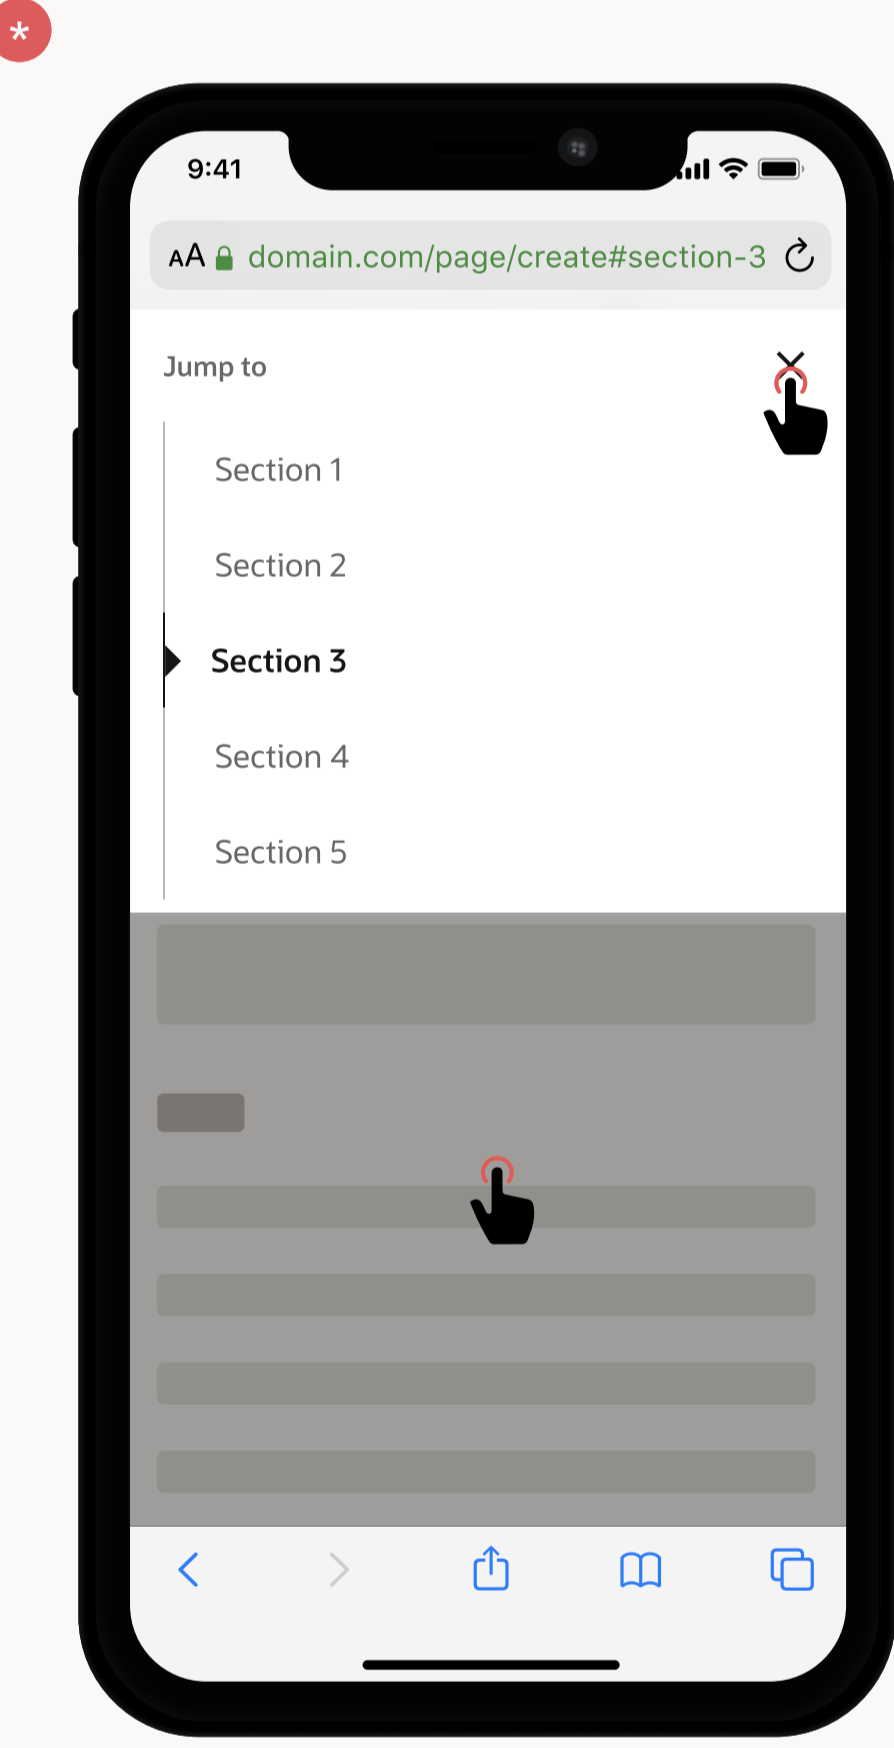 *
9:41
AA domain.com/page/create#section-3
Jump to
Section 1
Section 2
Section 3
Section 4
Section 5